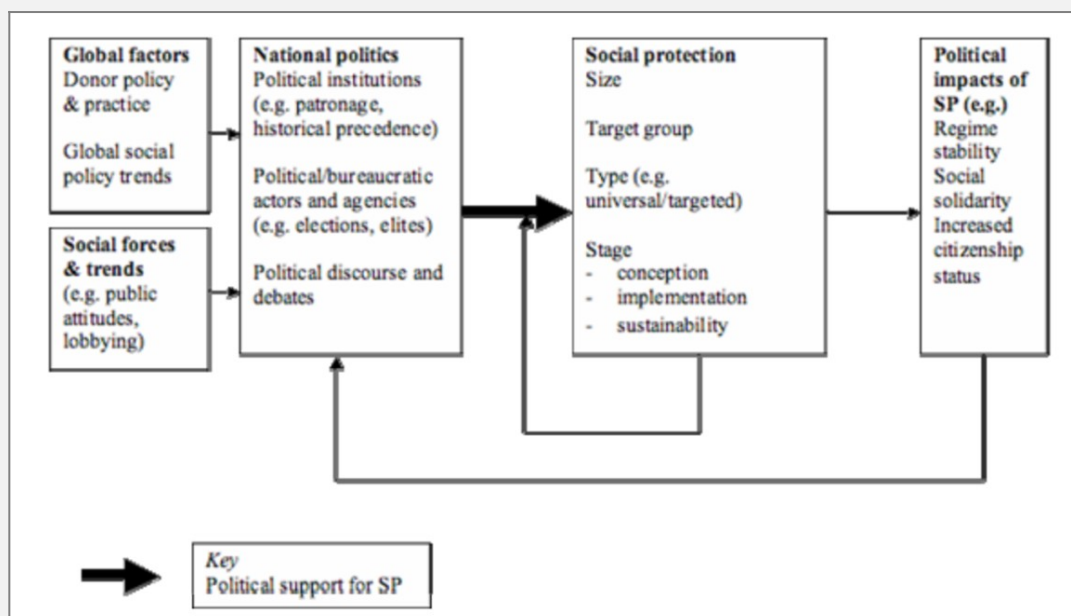 Global factors
Donor policy
& practice
Global social
policy trends
Social forces
& trends
(e.g. public
attitudes,
lobbying)
National politics
Political institutions
(e.g. patronage,
historical precedence)
Political/bureaucratic
actors and agencies
(e.g. elections, elites)
Political discourse and
debates
Social protection
Size
Target group
Type (e.g.
universal/targeted)
Stage
- conception
- implementation
- sustainability
Political
impacts of
SP (e.g.)
Regime
stability
Social
solidarity
Increased
citizenship
status
Key
Political support for SP